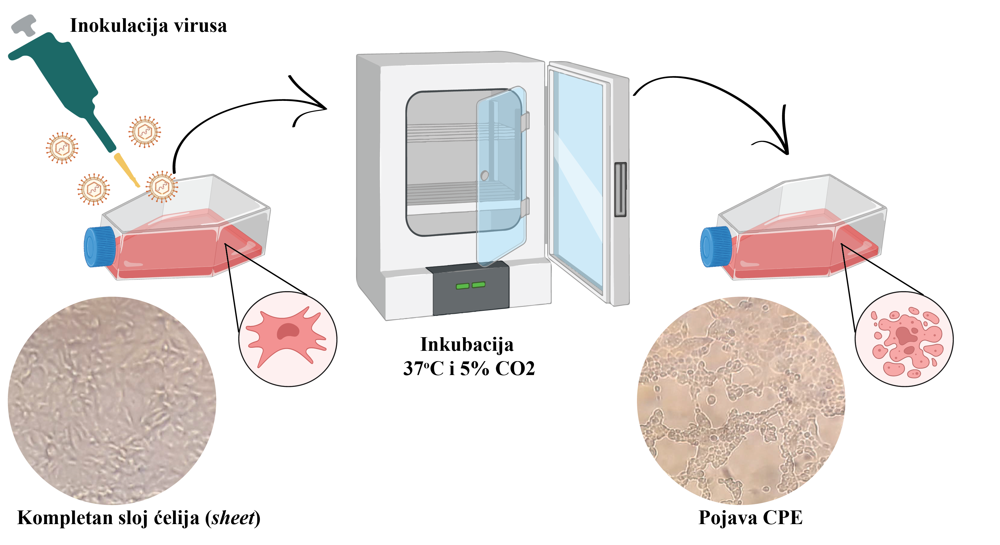 Inokulacija virusa
Inkubacija
37ºC i 5% CO2
Kompletan sloj ćelija (sheet)
Pojava CPE